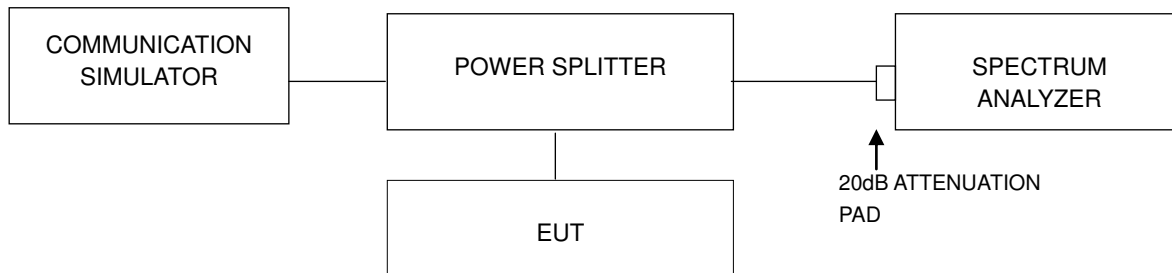 COMMUNICATION
SIMULATOR
POWER SPLITTER
SPECTRUM
ANALYZER
20dB ATTENUATION
PAD
EUT